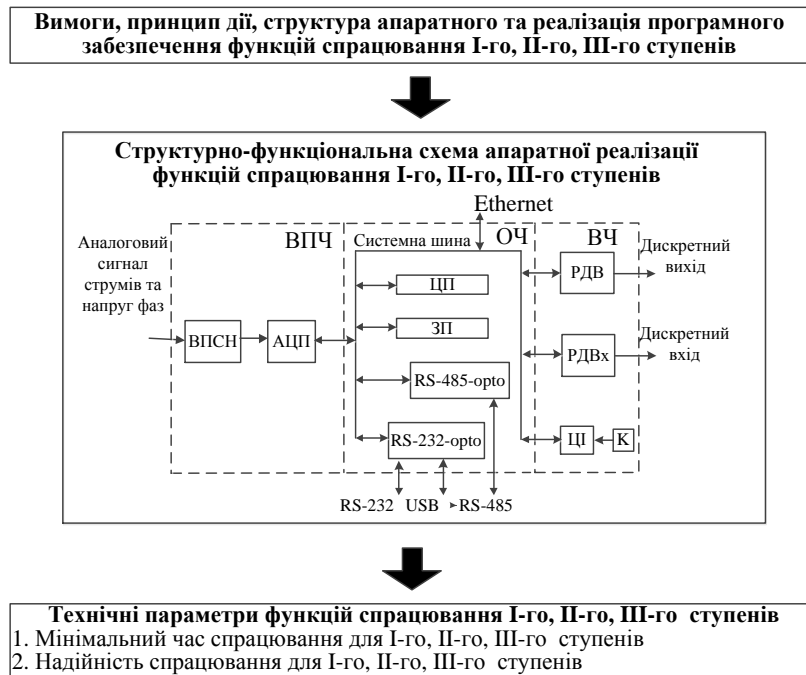 Вимоги, принцип дії, структура апаратного та реалізація програмного
забезпечення функцій спрацювання І-го, ІІ-го, ІІІ-го ступенів
Структурно-функціональна схема апаратної реалізації
функцій спрацювання І-го, ІІ-го, ІІІ-го ступенів
Ethernet
ВПЧ
Системна шина
ОЧ
ВЧ
Аналоговий
сигнал
струмів та
напруг фаз
ВПСН
АЦП
ЦП
ЗП
RS-485-opto
RS-232-opto
РДВ
Дискретний
вихід
РДВх
Дискретний
вхід
ЦІ
К
RS-232 USB RS-485
Технічні параметри функцій спрацювання І-го, ІІ-го, ІІІ-го ступенів
1. Мінімальний час спрацювання для І-го, ІІ-го, ІІІ-го ступенів
2. Надійність спрацювання для І-го, ІІ-го, ІІІ-го ступенів